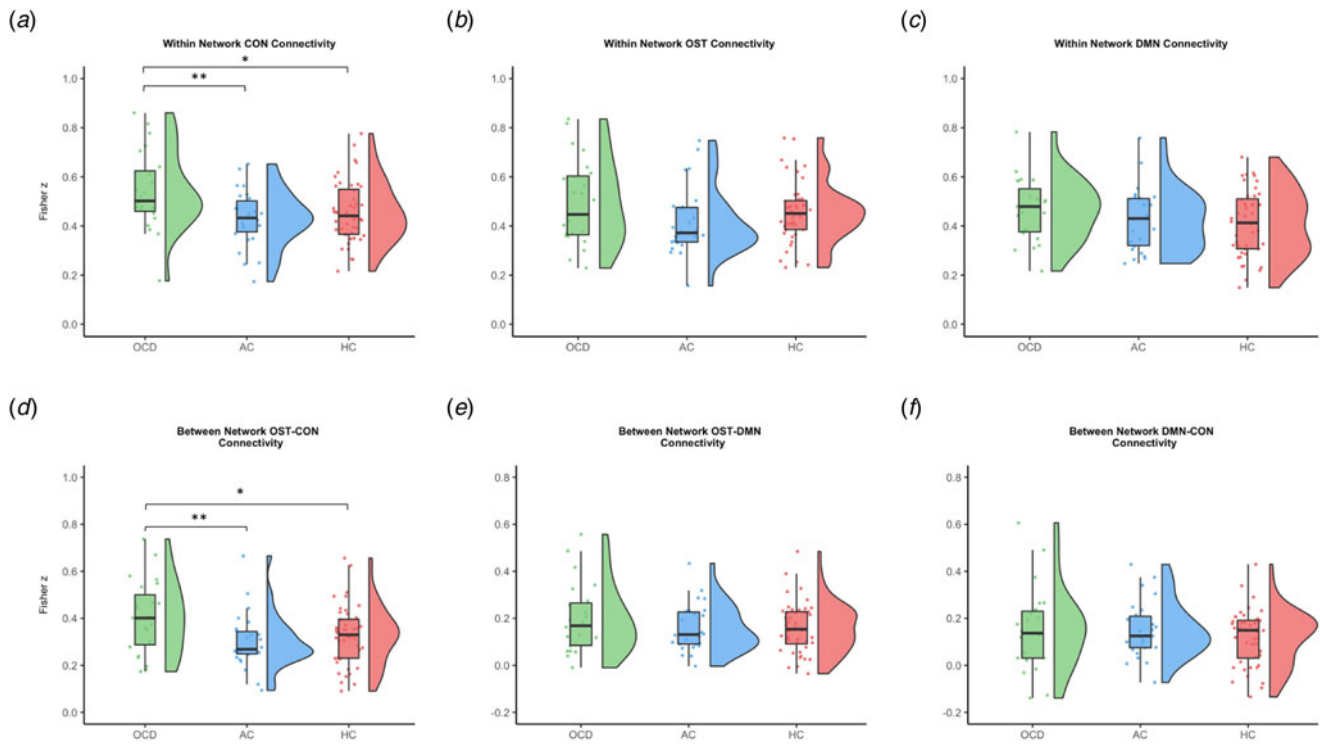 (a)
Within Network CON Connectivity
*
**
1.0
0.8
0.6
0.4
0.2
0.0
Fisher z
OCD AC HC
(b)
Within Network OST Connectivity
1.0
0.8
0.6
0.4
0.2
0.0
OCD AC HC
(c)
Within Network DMN Connectivity
1.0
0.8
0.6
0.4
0.2
0.0
OCD AC HC
(d)
Between Network OST-CON
Connectivity
*
**
1.0
0.8
0.6
0.4
0.2
0.0
Fisher z
OCD AC HC
(e)
Between Network OST-DMN
Connectivity
0.8
0.6
0.4
0.2
0.0
-0.2
OCD AC HC
(f)
Between Network DMN-CON
Connectivity
0.8
0.6
0.4
0.2
0.0
-0.2
OCD AC HC